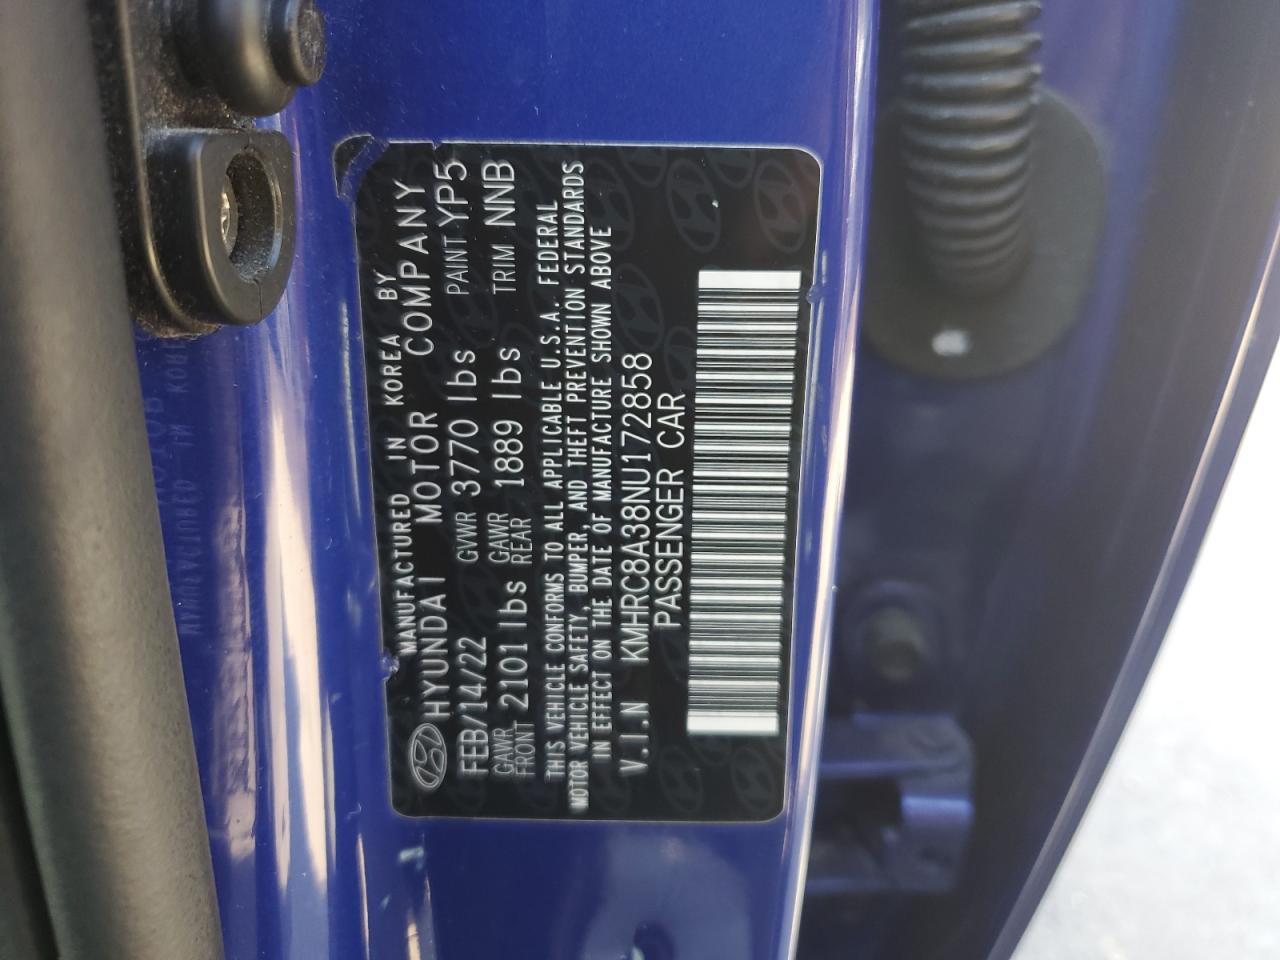 MANUFACTURED IN KOREA BY
HYUNDAI MOTOR COMPANY
FEB/14/22 GVWR 3770 lbs PAINT YP5
GAWR FRONT 2101 lbs GAWR REAR 1889 lbs TRIM NNB
THIS VEHICLE CONFORMS TO ALL APPLICABLE U.S.A. FEDERAL
MOTOR VEHICLE SAFETY, BUMPER, AND THEFT PREVENTION STANDARDS
IN EFFECT ON THE DATE OF MANUFACTURE SHOWN ABOVE
V.I.N KMHRC8A38NU172858
PASSENGER CAR